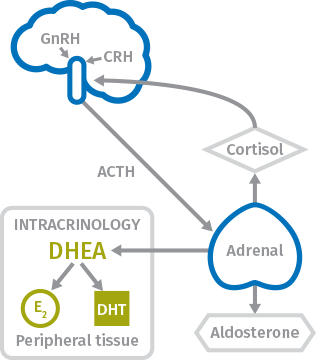 GnRH
CRH
Cortisol
ACTH
INTRACRINOLOGY
DHEA
Adrenal
E2
DHT
Peripheral tissue
Aldosterone